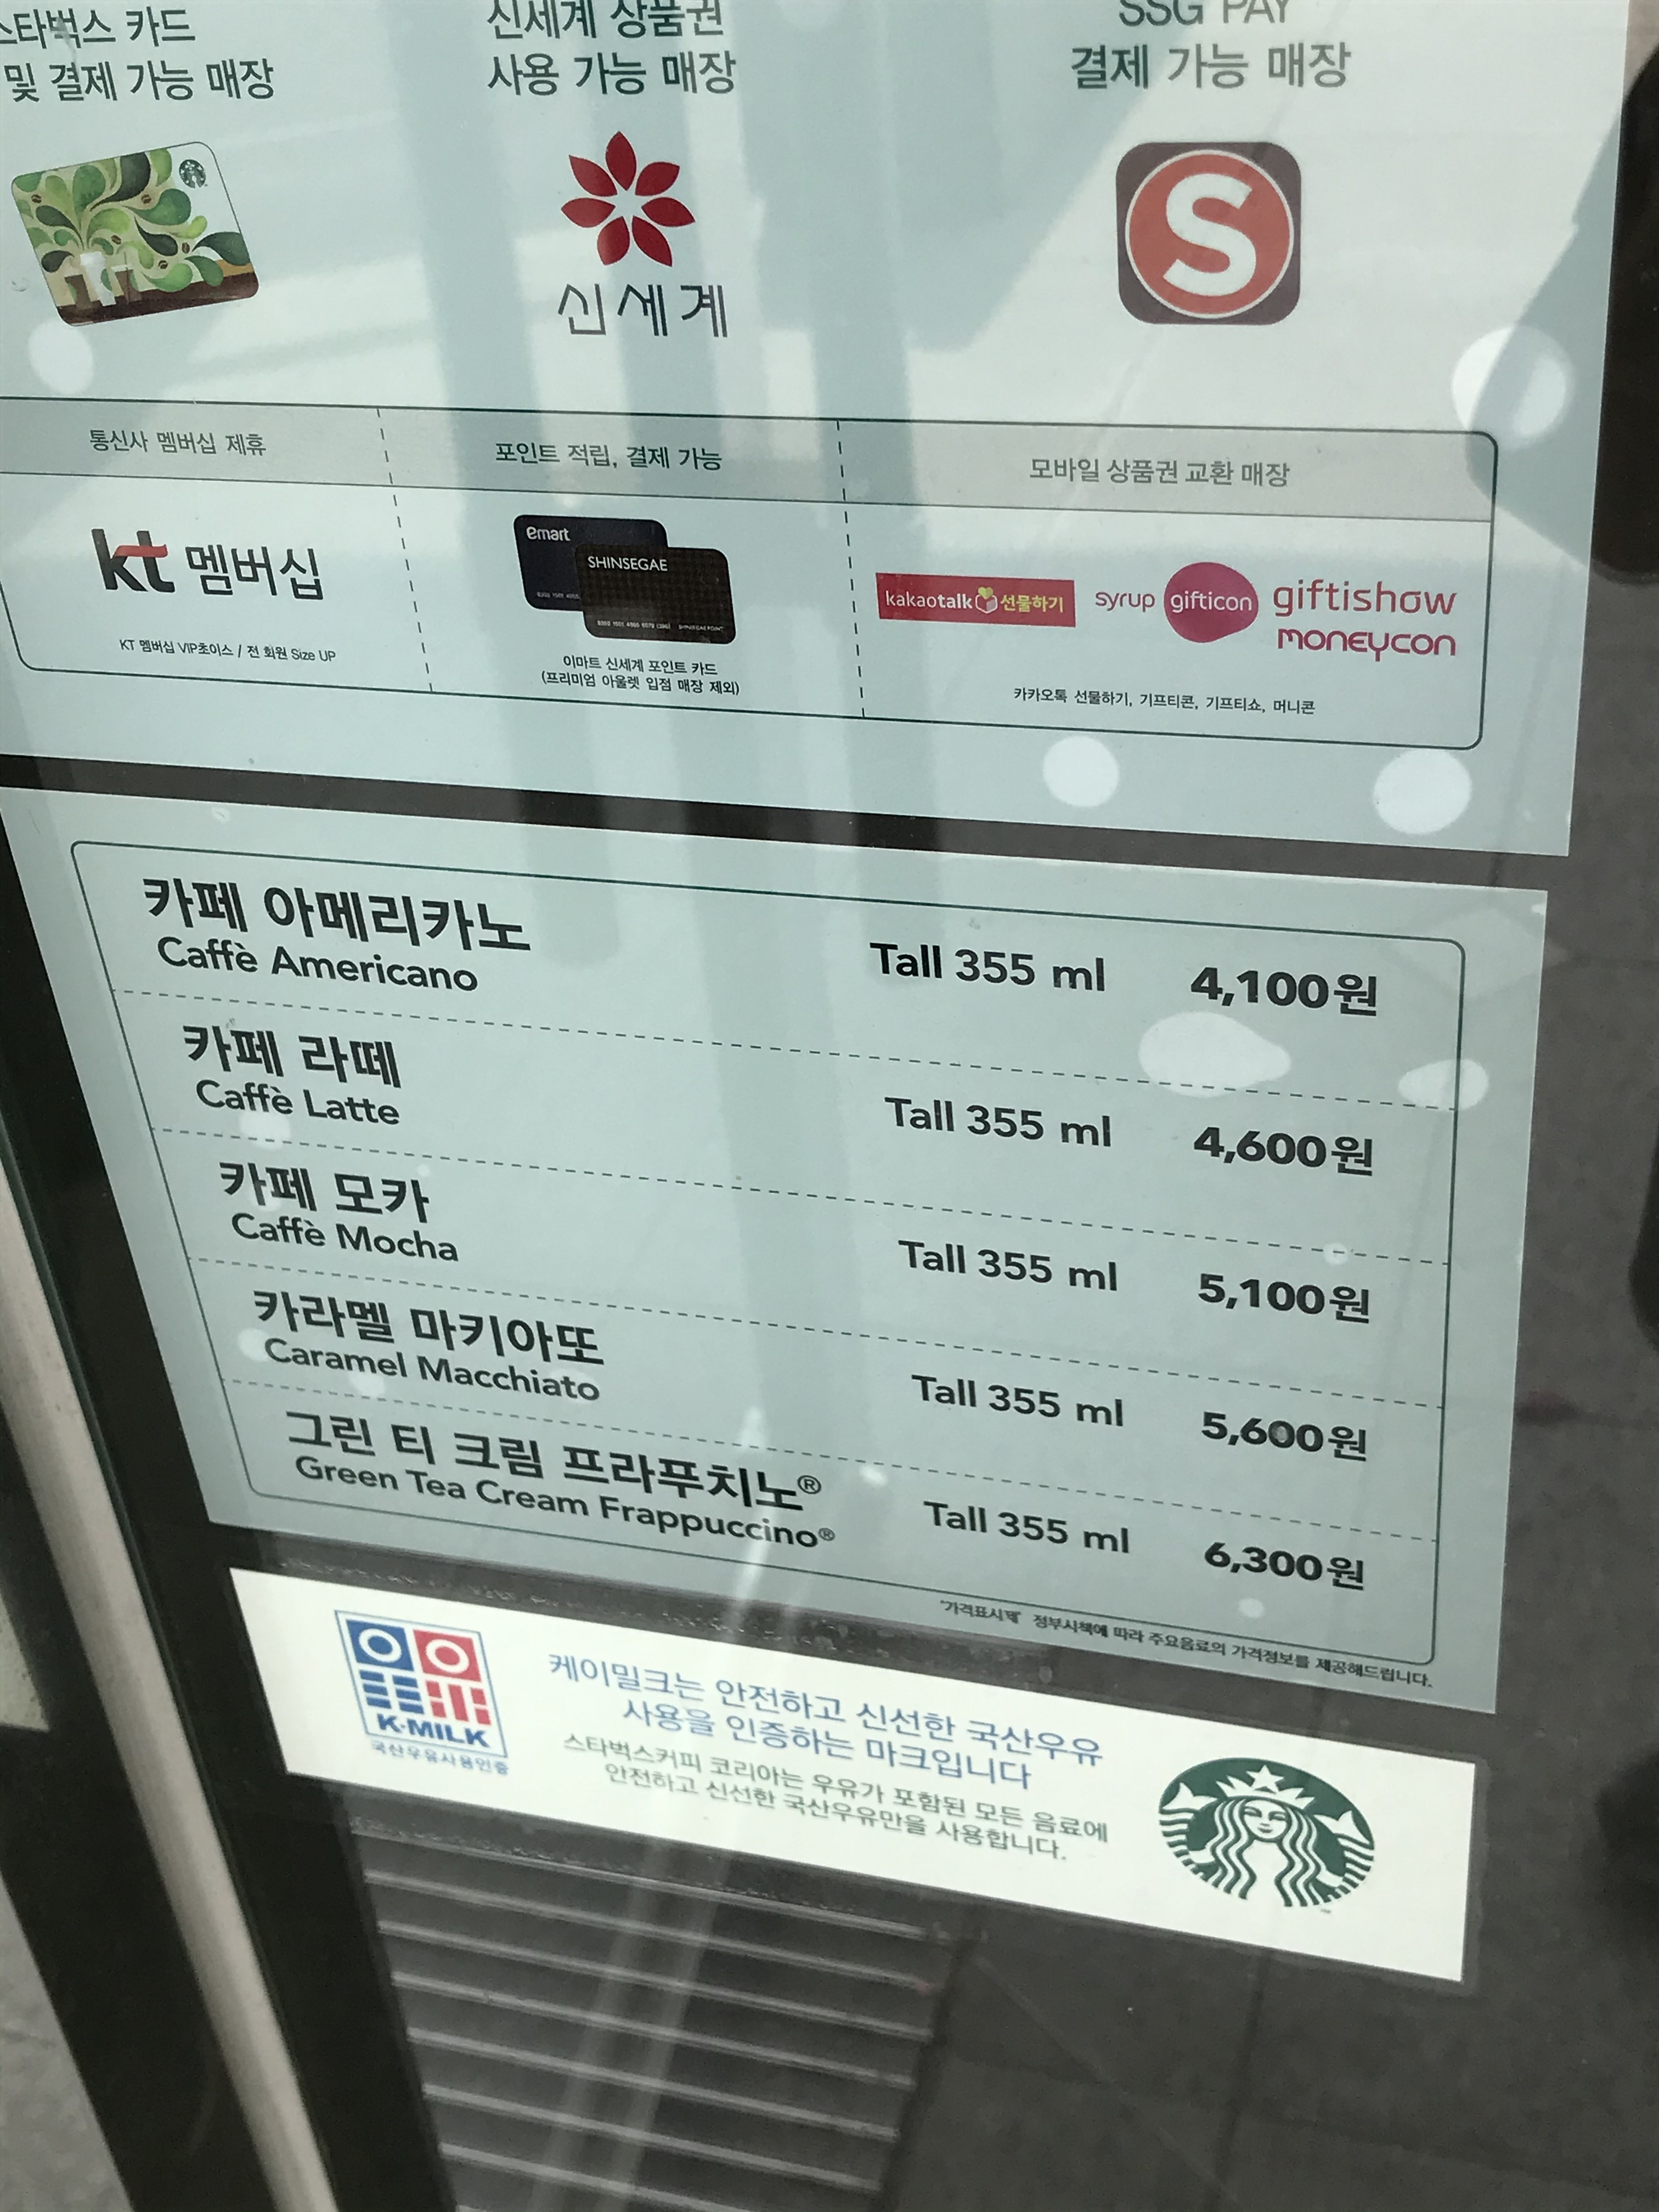 스타벅스 카드
및 결제 가능 매장
신세계 상품권
사용 가능 매장
SSG PAY
결제 가능 매장
신세계
S
통신사 멤버십 제휴
포인트 적립, 결제 가능
모바일 상품권 교환 매장
kt 멤버십
KT 멤버십 VIP초이스 / 전 회원 Size UP
emart
SHINSEGAE
이마트 신세계 포인트 카드
(프리미엄 아울렛 입점 매장 제외)
kakaotalk 선물하기 syrup gifticon giftishow
moneycon
카카오톡 선물하기, 기프티콘, 기프티쇼, 머니콘
카페 아메리카노
Caffè Americano
Tall 355 ml 4,100원
카페 라떼
Caffè Latte
Tall 355 ml 4,600원
카페 모카
Caffè Mocha
Tall 355 ml 5,100원
카라멜 마키아또
Caramel Macchiato
Tall 355 ml 5,600원
그린 티 크림 프라푸치노®
Green Tea Cream Frappuccino®
Tall 355 ml 6,300원
"가격표시제" 정부시책에 따라 주요음료의 가격정보를 제공해드립니다.
K·MILK
국산우유사용인증
케이밀크는 안전하고 신선한 국산우유
사용을 인증하는 마크입니다
스타벅스커피 코리아는 우유가 포함된 모든 음료에
안전하고 신선한 국산우유만을 사용합니다.